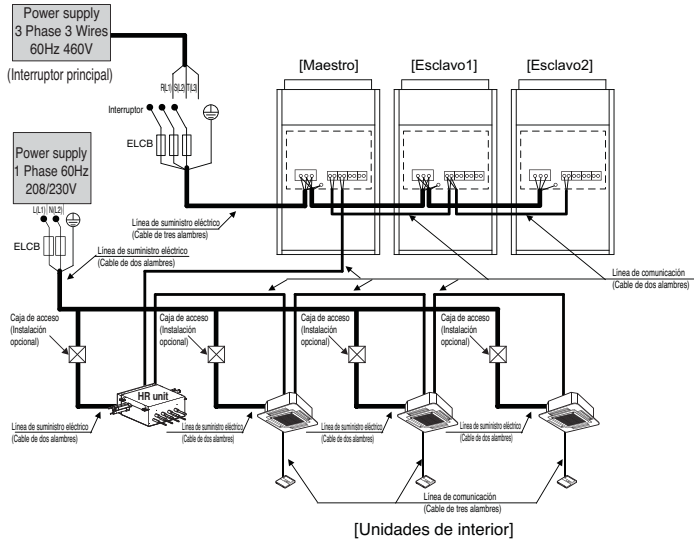 Power supply
3 Phase 3 Wires
60Hz 460V
(Interruptor principal)
[Maestro]
[Esclavo1]
[Esclavo2]
R(L1) S(L2) T(L3)
Interruptor
ELCB
Power supply
1 Phase 60Hz
208/230V
L(L1) N(L2)
ELCB
Línea de suministro eléctrico
(Cable de tres alambres)
Línea de suministro eléctrico
(Cable de dos alambres)
Línea de comunicación
(Cable de dos alambres)
Caja de acceso
(Instalación
opcional)
Caja de acceso
(Instalación
opcional)
Caja de acceso
(Instalación
opcional)
Caja de acceso
(Instalación
opcional)
HR unit
Línea de suministro eléctrico
(Cable de dos alambres)
Línea de suministro eléctrico
(Cable de dos alambres)
Línea de suministro eléctrico
(Cable de dos alambres)
Línea de suministro eléctrico
(Cable de dos alambres)
Línea de comunicación
(Cable de tres alambres)
[Unidades de interior]